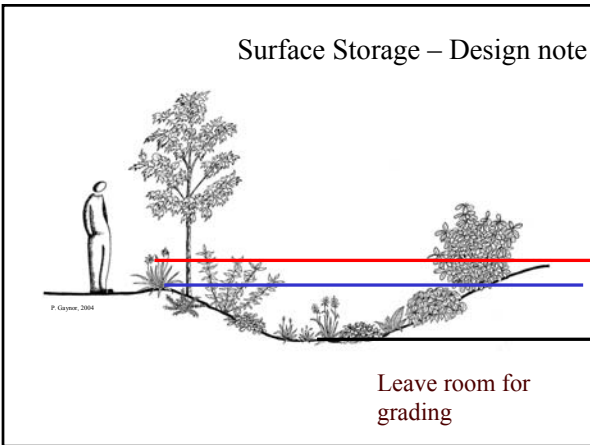 Surface Storage – Design note
P. Gaynor, 2004
Leave room for
grading